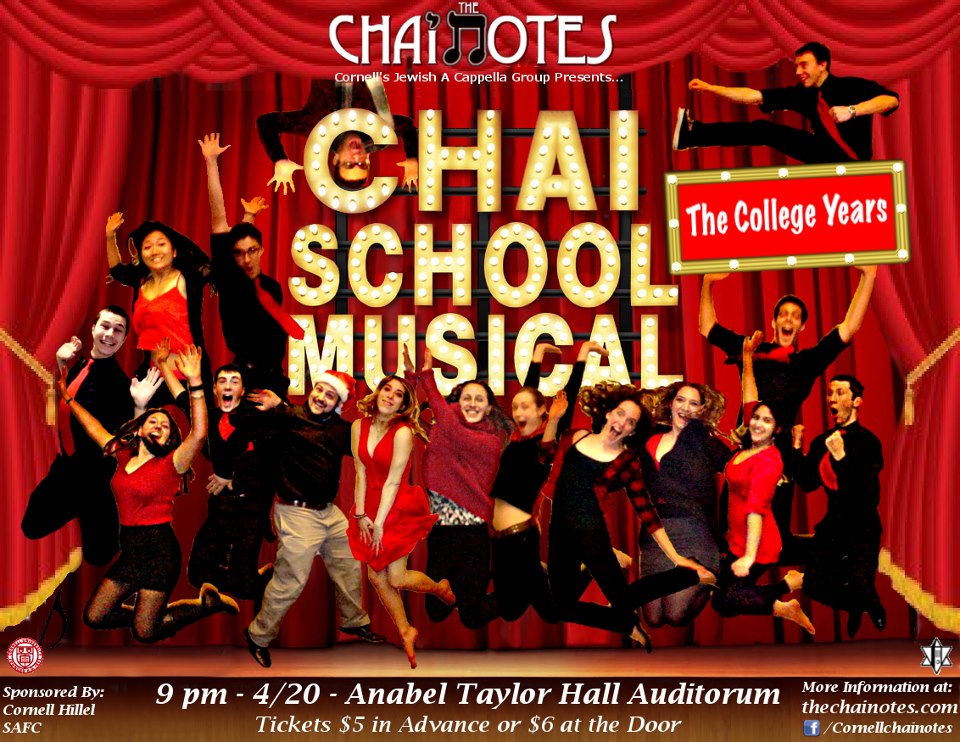 THE
CHAI NOTES
Cornell's Jewish A Cappella Group Presents...
CHAI
SCHOOL
MUSICAL
The College Years
Sponsored By:
Cornell Hillel
SAFC
9 pm - 4/20 - Anabel Taylor Hall Auditorium
Tickets $5 in Advance or $6 at the Door
More Information at:
thechainotes.com
f /Cornellchainotes